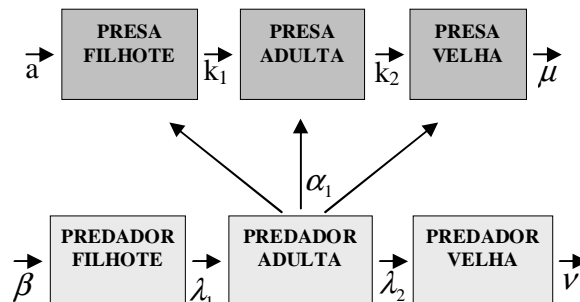 PRESA FILHOTE
PRESA ADULTA
PRESA VELHA
a
k₁
k₂
μ
α₁
PREDADOR FILHOTE
PREDADOR ADULTA
PREDADOR VELHA
β
λ₁
λ₂
ν